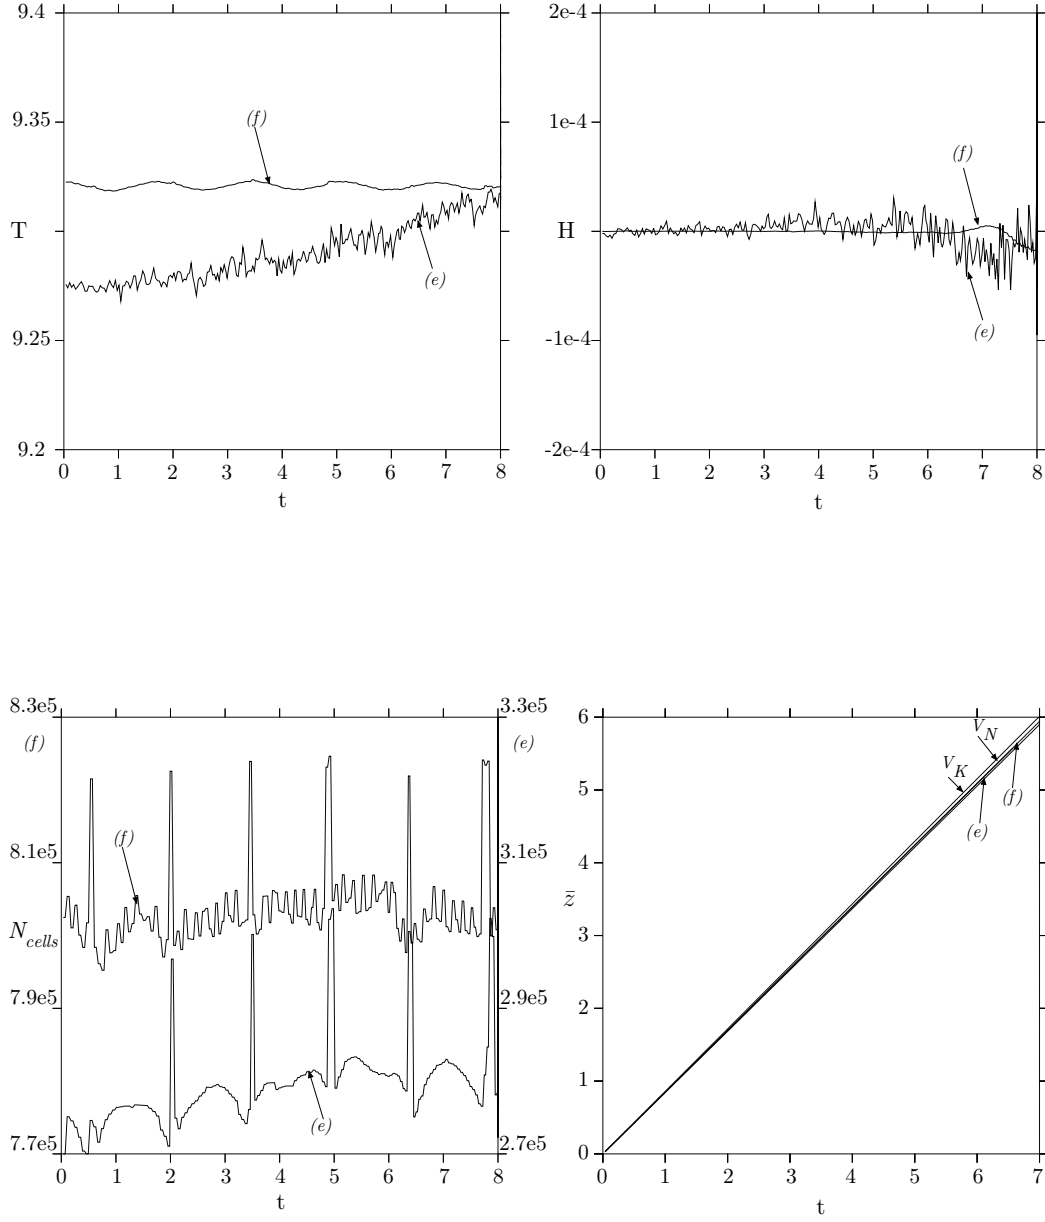 9.4
9.35
T
9.25
9.2
(f)
(e)
0 1 2 3 4 5 6 7 8
t
2e-4
1e-4
H
-1e-4
-2e-4
(f)
(e)
0 1 2 3 4 5 6 7 8
t
8.3e5
(f)
8.1e5
N_cells
7.9e5
7.7e5
(f)
(e)
3.3e5
(e)
3.1e5
2.9e5
2.7e5
0 1 2 3 4 5 6 7 8
t
6
5
4
z̄
3
2
1
0
V_N
V_K
(f)
(e)
0 1 2 3 4 5 6 7
t